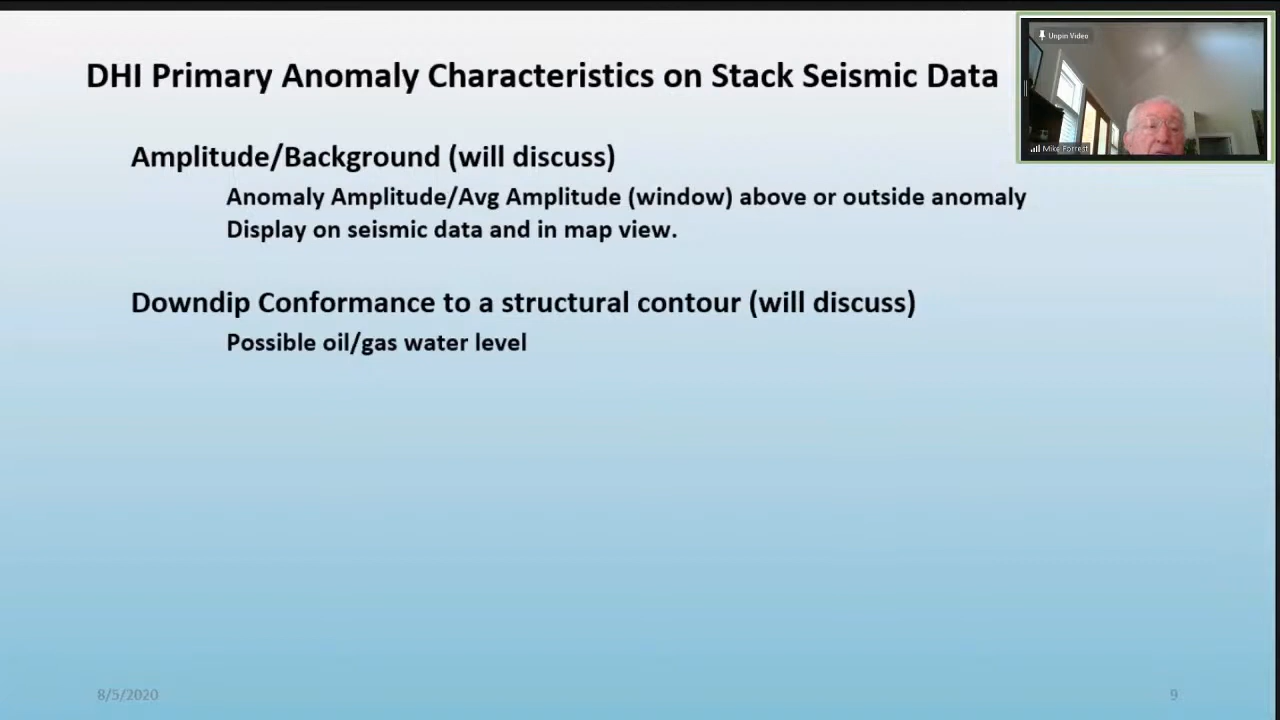 DHI Primary Anomaly Characteristics on Stack Seismic Data
Unpin Video
Mike Forrest
Amplitude/Background (will discuss)
Anomaly Amplitude/Avg Amplitude (window) above or outside anomaly
Display on seismic data and in map view.
Downdip Conformance to a structural contour (will discuss)
Possible oil/gas water level
8/5/2020
9